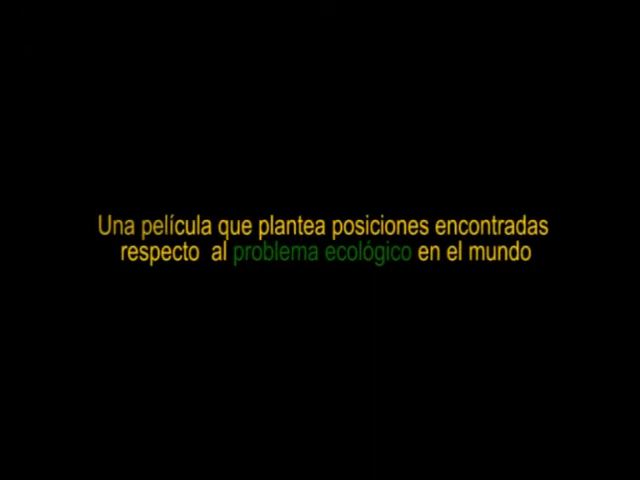 Una película que plantea posiciones encontradas
respecto al problema ecológico en el mundo